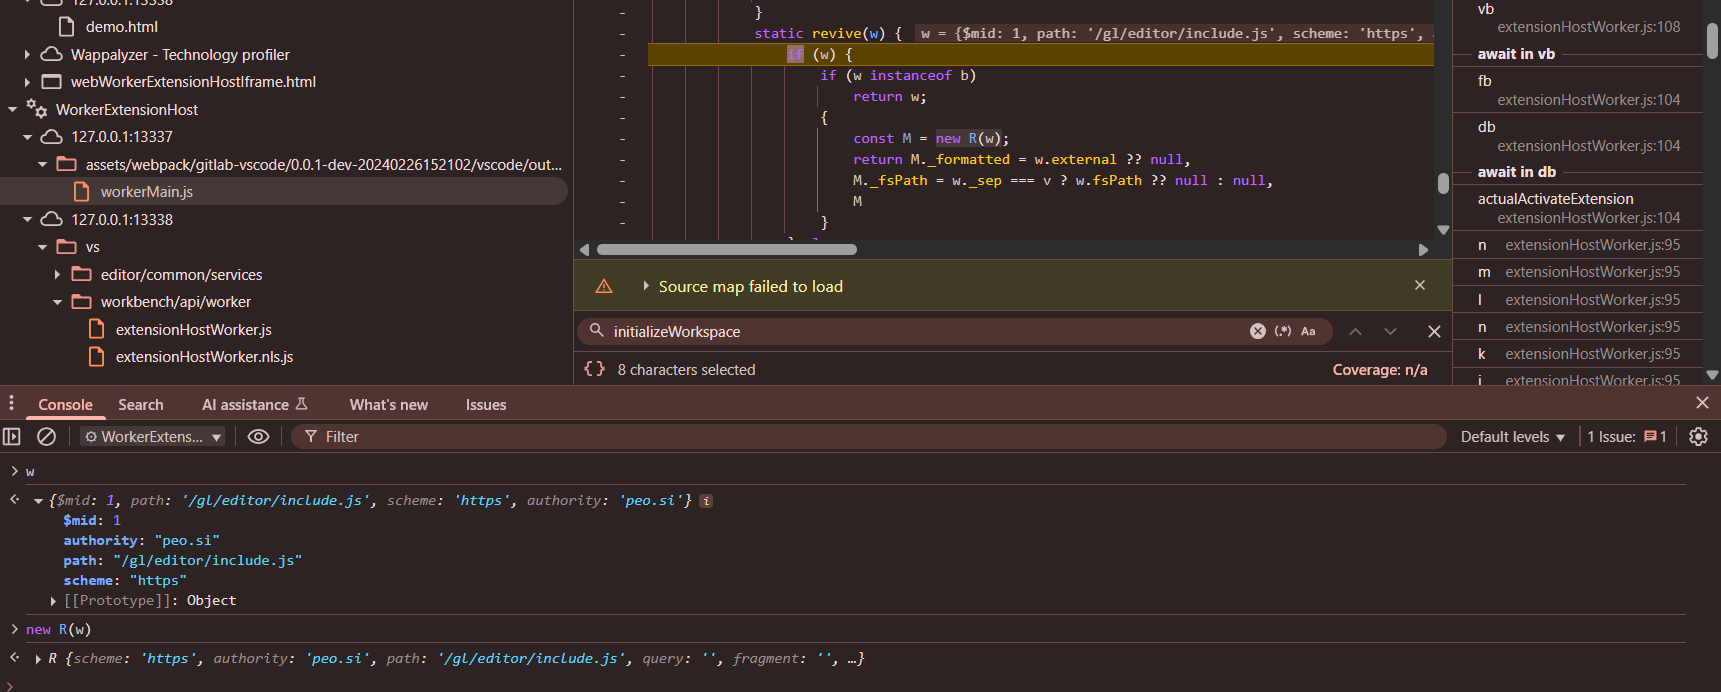 127.0.0.1:13338
demo.html
Wappalyzer - Technology profiler
webWorkerExtensionHostIframe.html
WorkerExtensionHost
127.0.0.1:13337
assets/webpack/gitlab-vscode/0.0.1-dev-20240226152102/vscode/out...
workerMain.js
127.0.0.1:13338
vs
editor/common/services
workbench/api/worker
extensionHostWorker.js
extensionHostWorker.nls.js
- }
- static revive(w) { w = {$mid: 1, path: '/gl/editor/include.js', scheme: 'https',
- if (w) {
- if (w instanceof b)
- return w;
- {
- const M = new R(w);
- return M._formatted = w.external ?? null,
- M._fsPath = w._sep === v ? w.fsPath ?? null : null,
- M
- }
Source map failed to load
initializeWorkspace
(.*) Aa
{} 8 characters selected
Coverage: n/a
vb
extensionHostWorker.js:108
await in vb
fb
extensionHostWorker.js:104
db
extensionHostWorker.js:104
await in db
actualActivateExtension
extensionHostWorker.js:104
n extensionHostWorker.js:95
m extensionHostWorker.js:95
l extensionHostWorker.js:95
n extensionHostWorker.js:95
k extensionHostWorker.js:95
i extensionHostWorker.js:95
Console Search AI assistance What's new Issues
WorkerExtens... Filter Default levels 1 Issue: 1
> w
{$mid: 1, path: '/gl/editor/include.js', scheme: 'https', authority: 'peo.si'} i
$mid: 1
authority: "peo.si"
path: "/gl/editor/include.js"
scheme: "https"
[[Prototype]]: Object
> new R(w)
R {scheme: 'https', authority: 'peo.si', path: '/gl/editor/include.js', query: '', fragment: '', …}
>